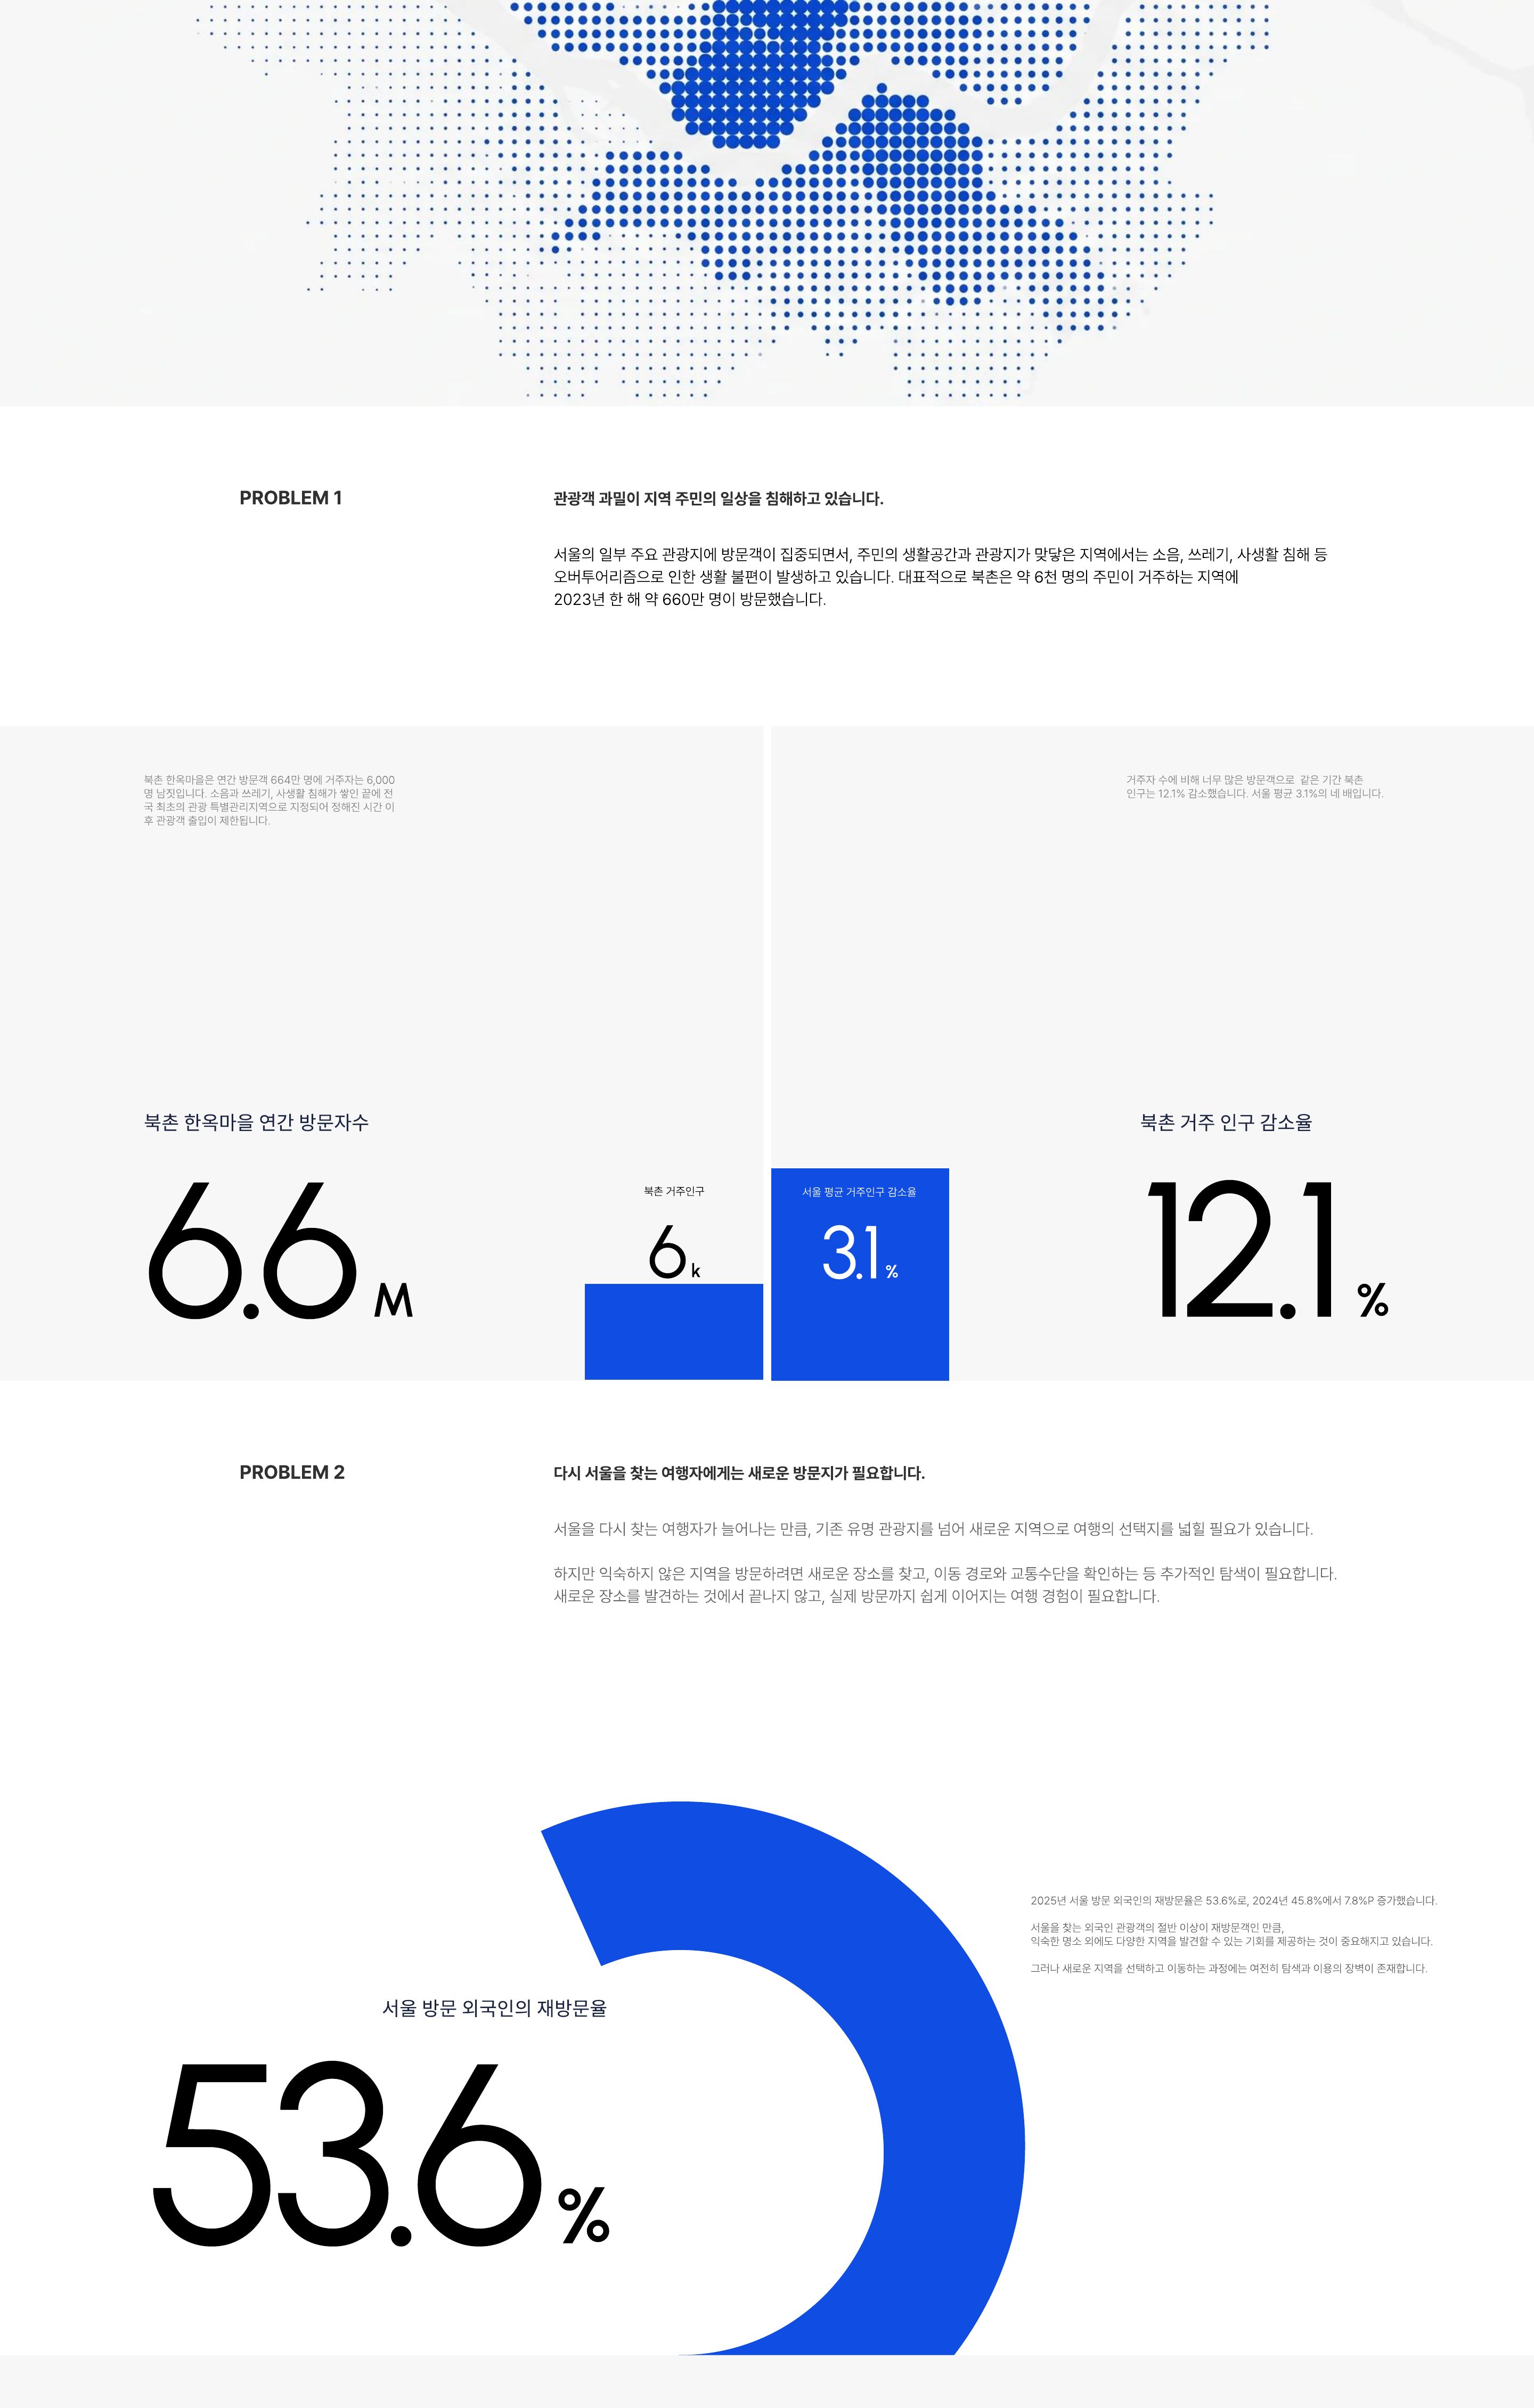 PROBLEM 1
관광객 과밀이 지역 주민의 일상을 침해하고 있습니다.
서울의 일부 주요 관광지에 방문객이 집중되면서, 주민의 생활공간과 관광지가 맞닿은 지역에서는 소음, 쓰레기, 사생활 침해 등
오버투어리즘으로 인한 생활 불편이 발생하고 있습니다. 대표적으로 북촌은 약 6천 명의 주민이 거주하는 지역에
2023년 한 해 약 660만 명이 방문했습니다.
북촌 한옥마을은 연간 방문객 664만 명에 거주자는 6,000
명 남짓입니다. 소음과 쓰레기, 사생활 침해가 쌓인 끝에 전
국 최초의 관광 특별관리지역으로 지정되어 정해진 시간 이
후 관광객 출입이 제한됩니다.
거주자 수에 비해 너무 많은 방문객으로 같은 기간 북촌
인구는 12.1% 감소했습니다. 서울 평균 3.1%의 네 배입니다.
북촌 한옥마을 연간 방문자수
6.6 M
북촌 거주인구
6 k
서울 평균 거주인구 감소율
3.1 %
북촌 거주 인구 감소율
12.1 %
PROBLEM 2
다시 서울을 찾는 여행자에게는 새로운 방문지가 필요합니다.
서울을 다시 찾는 여행자가 늘어나는 만큼, 기존 유명 관광지를 넘어 새로운 지역으로 여행의 선택지를 넓힐 필요가 있습니다.
하지만 익숙하지 않은 지역을 방문하려면 새로운 장소를 찾고, 이동 경로와 교통수단을 확인하는 등 추가적인 탐색이 필요합니다.
새로운 장소를 발견하는 것에서 끝나지 않고, 실제 방문까지 쉽게 이어지는 여행 경험이 필요합니다.
2025년 서울 방문 외국인의 재방문율은 53.6%로, 2024년 45.8%에서 7.8%P 증가했습니다.
서울을 찾는 외국인 관광객의 절반 이상이 재방문객인 만큼,
익숙한 명소 외에도 다양한 지역을 발견할 수 있는 기회를 제공하는 것이 중요해지고 있습니다.
그러나 새로운 지역을 선택하고 이동하는 과정에는 여전히 탐색과 이용의 장벽이 존재합니다.
서울 방문 외국인의 재방문율
53.6 %